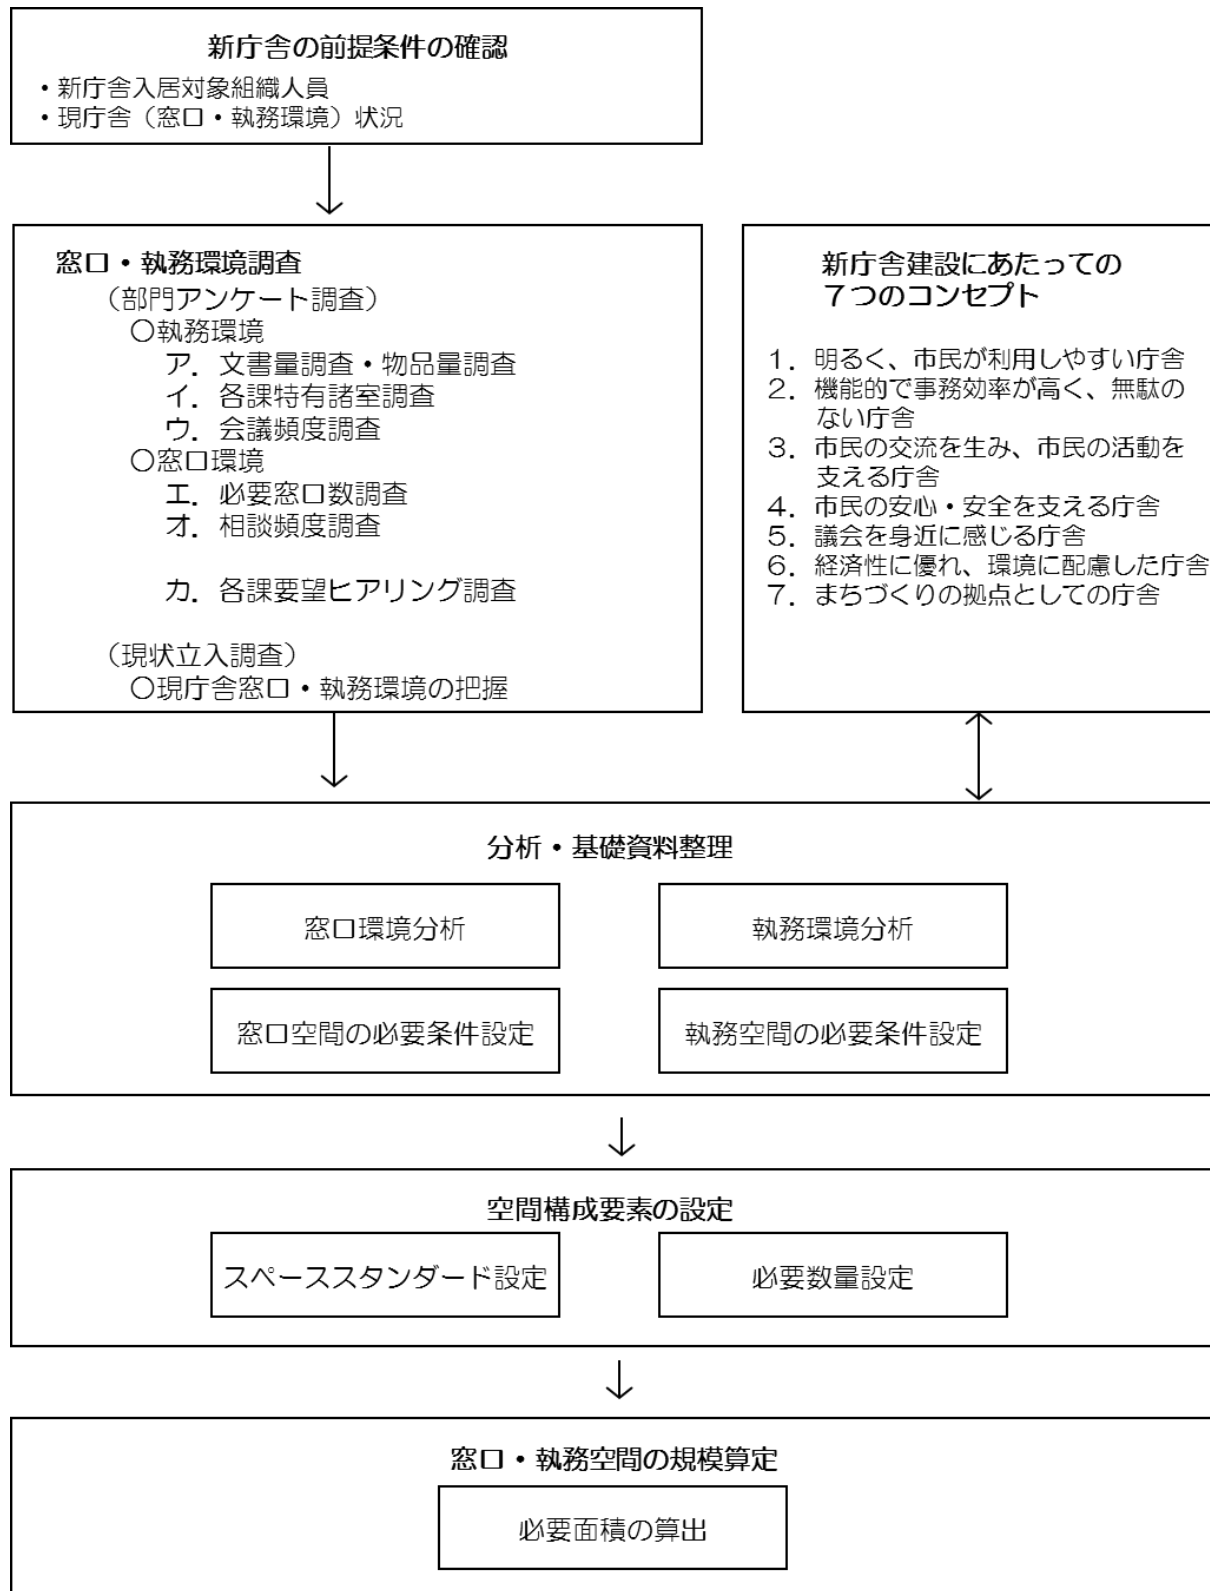 新庁舎の前提条件の確認
・新庁舎入居対象組織人員
・現庁舎（窓口・執務環境）状況
窓口・執務環境調査
（部門アンケート調査）
〇執務環境
ア．文書量調査・物品量調査
イ．各課特有諸室調査
ウ．会議頻度調査
〇窓口環境
エ．必要窓口数調査
オ．相談頻度調査
カ．各課要望ヒアリング調査
（現状立入調査）
〇現庁舎窓口・執務環境の把握
新庁舎建設にあたっての
７つのコンセプト
１．明るく、市民が利用しやすい庁舎
２．機能的で事務効率が高く、無駄の
ない庁舎
３．市民の交流を生み、市民の活動を
支える庁舎
４．市民の安心・安全を支える庁舎
５．議会を身近に感じる庁舎
６．経済性に優れ、環境に配慮した庁舎
７．まちづくりの拠点としての庁舎
分析・基礎資料整理
窓口環境分析
執務環境分析
窓口空間の必要条件設定
執務空間の必要条件設定
空間構成要素の設定
スペーススタンダード設定
必要数量設定
窓口・執務空間の規模算定
必要面積の算出